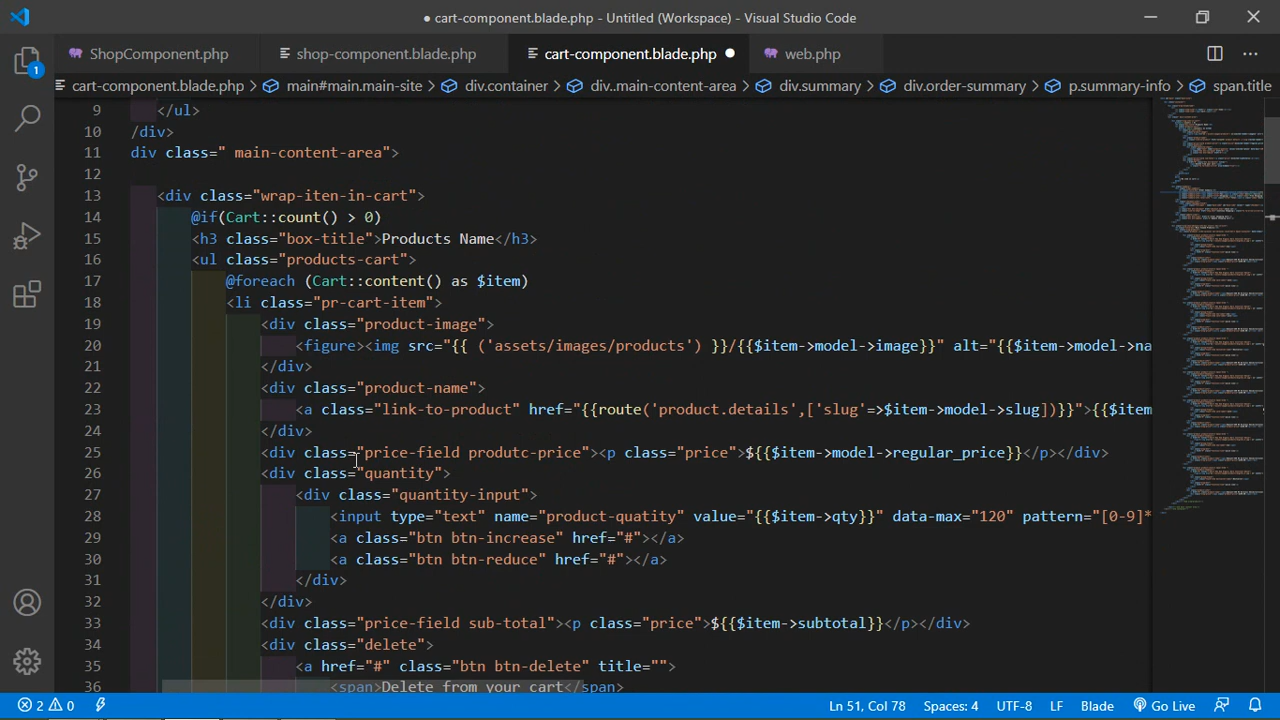 ● cart-component.blade.php - Untitled (Workspace) - Visual Studio Code
ShopComponent.php shop-component.blade.php cart-component.blade.php web.php
1
cart-component.blade.php > main#main.main-site > div.container > div.main-content-area > div.summary > div.order-summary > p.summary-info > span.title
9 </ul>
10 /div>
11 div class=" main-content-area">
12
13 <div class="wrap-iten-in-cart">
14 @if(Cart::count() > 0)
15 <h3 class="box-title">Products Name</h3>
16 <ul class="products-cart">
17 @foreach (Cart::content() as $item)
18 <li class="pr-cart-item">
19 <div class="product-image">
20 <figure><img src="{{ ('assets/images/products') }}/{{$item->model->image}}" alt="{{$item->model->na
21 </div>
22 <div class="product-name">
23 <a class="link-to-product" href="{{route('product.details',['slug'=>$item->model->slug])}}">{{$item
24 </div>
25 <div class="price-field produtc-price"><p class="price">${{$item->model->regular_price}}</p></div>
26 <div class="quantity">
27 <div class="quantity-input">
28 <input type="text" name="product-quatity" value="{{$item->qty}}" data-max="120" pattern="[0-9]*
29 <a class="btn btn-increase" href="#"></a>
30 <a class="btn btn-reduce" href="#"></a>
31 </div>
32 </div>
33 <div class="price-field sub-total"><p class="price">${{$item->subtotal}}</p></div>
34 <div class="delete">
35 <a href="#" class="btn btn-delete" title="">
36 <span>Delete from your cart</span>
2 0 Ln 51, Col 78 Spaces: 4 UTF-8 LF Blade Go Live